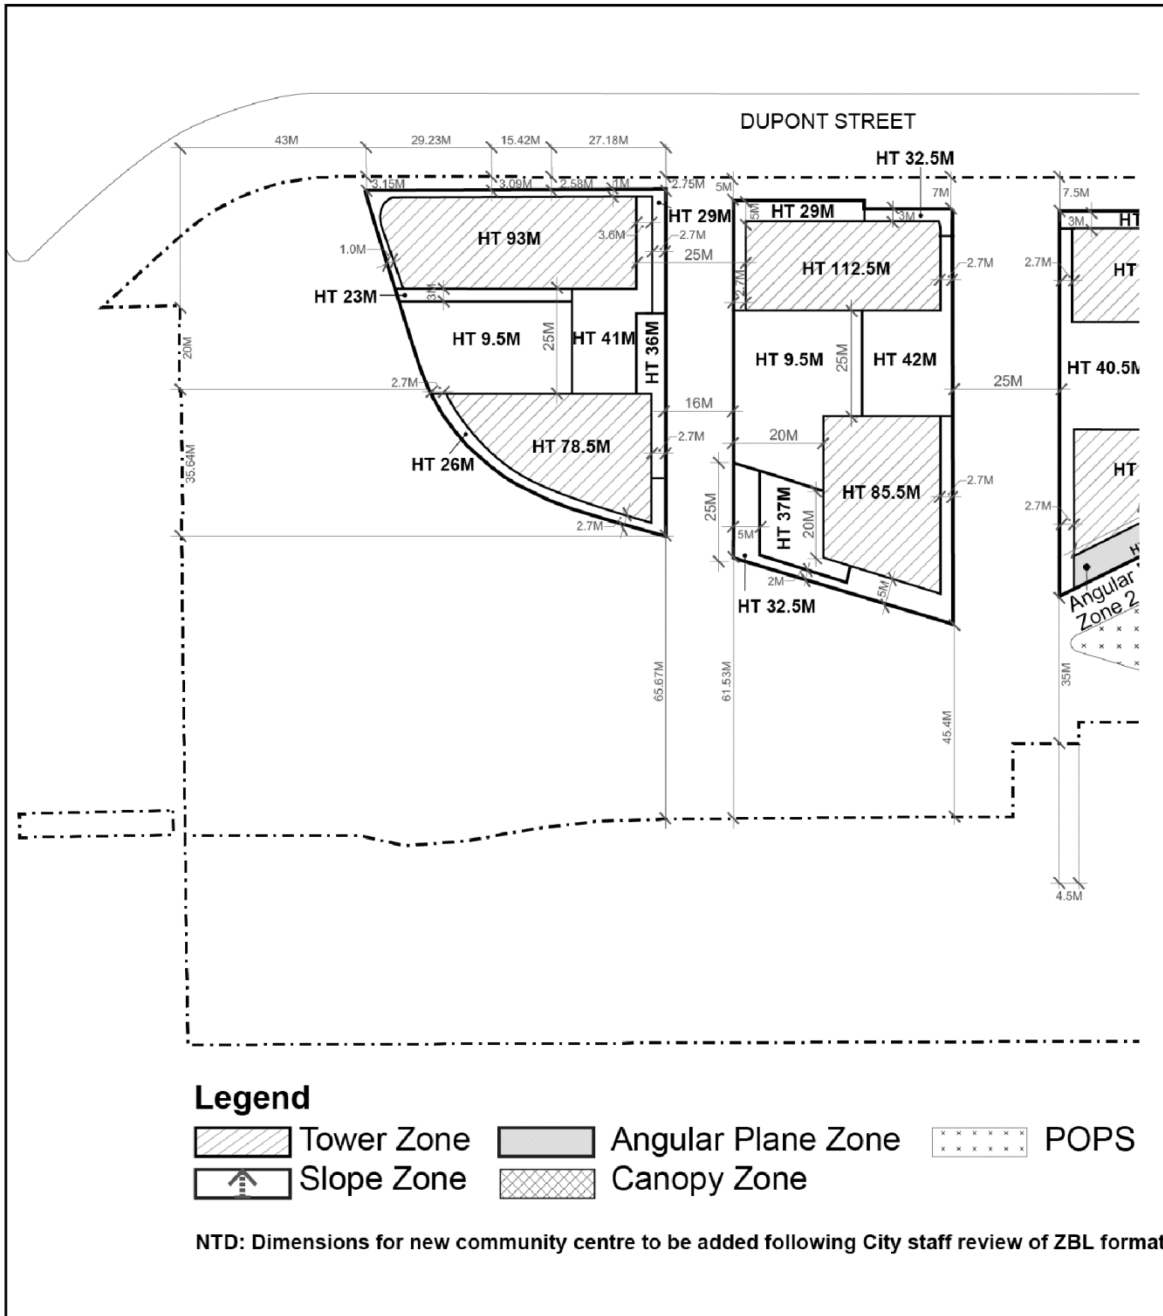 DUPONT STREET
43M 29.23M 15.42M 27.18M
HT 32.5M
3.15M 3.09M 2.58M 1M 2.75M 5M 7M 7.5M
HT 29M 5M HT 29M 3M 3M HT
HT 93M 3.6M 2.7M
1.0M 25M HT 112.5M 2.7M 2.7M HT
HT 23M 3M 2.7M
20M HT 9.5M 25M HT 41M HT 36M HT 9.5M 25M HT 42M HT 40.5M
2.7M 25M
16M
35.64M HT 78.5M 2.7M 20M
HT 26M HT 85.5M 2.7M HT
25M HT 37M 20M
2.7M 5M 2.7M
2M 5M
HT 32.5M
Angular
Zone 2
65.67M 61.53M 45.4M 35M
4.5M
Legend
Tower Zone Angular Plane Zone POPS
Slope Zone Canopy Zone
NTD: Dimensions for new community centre to be added following City staff review of ZBL format